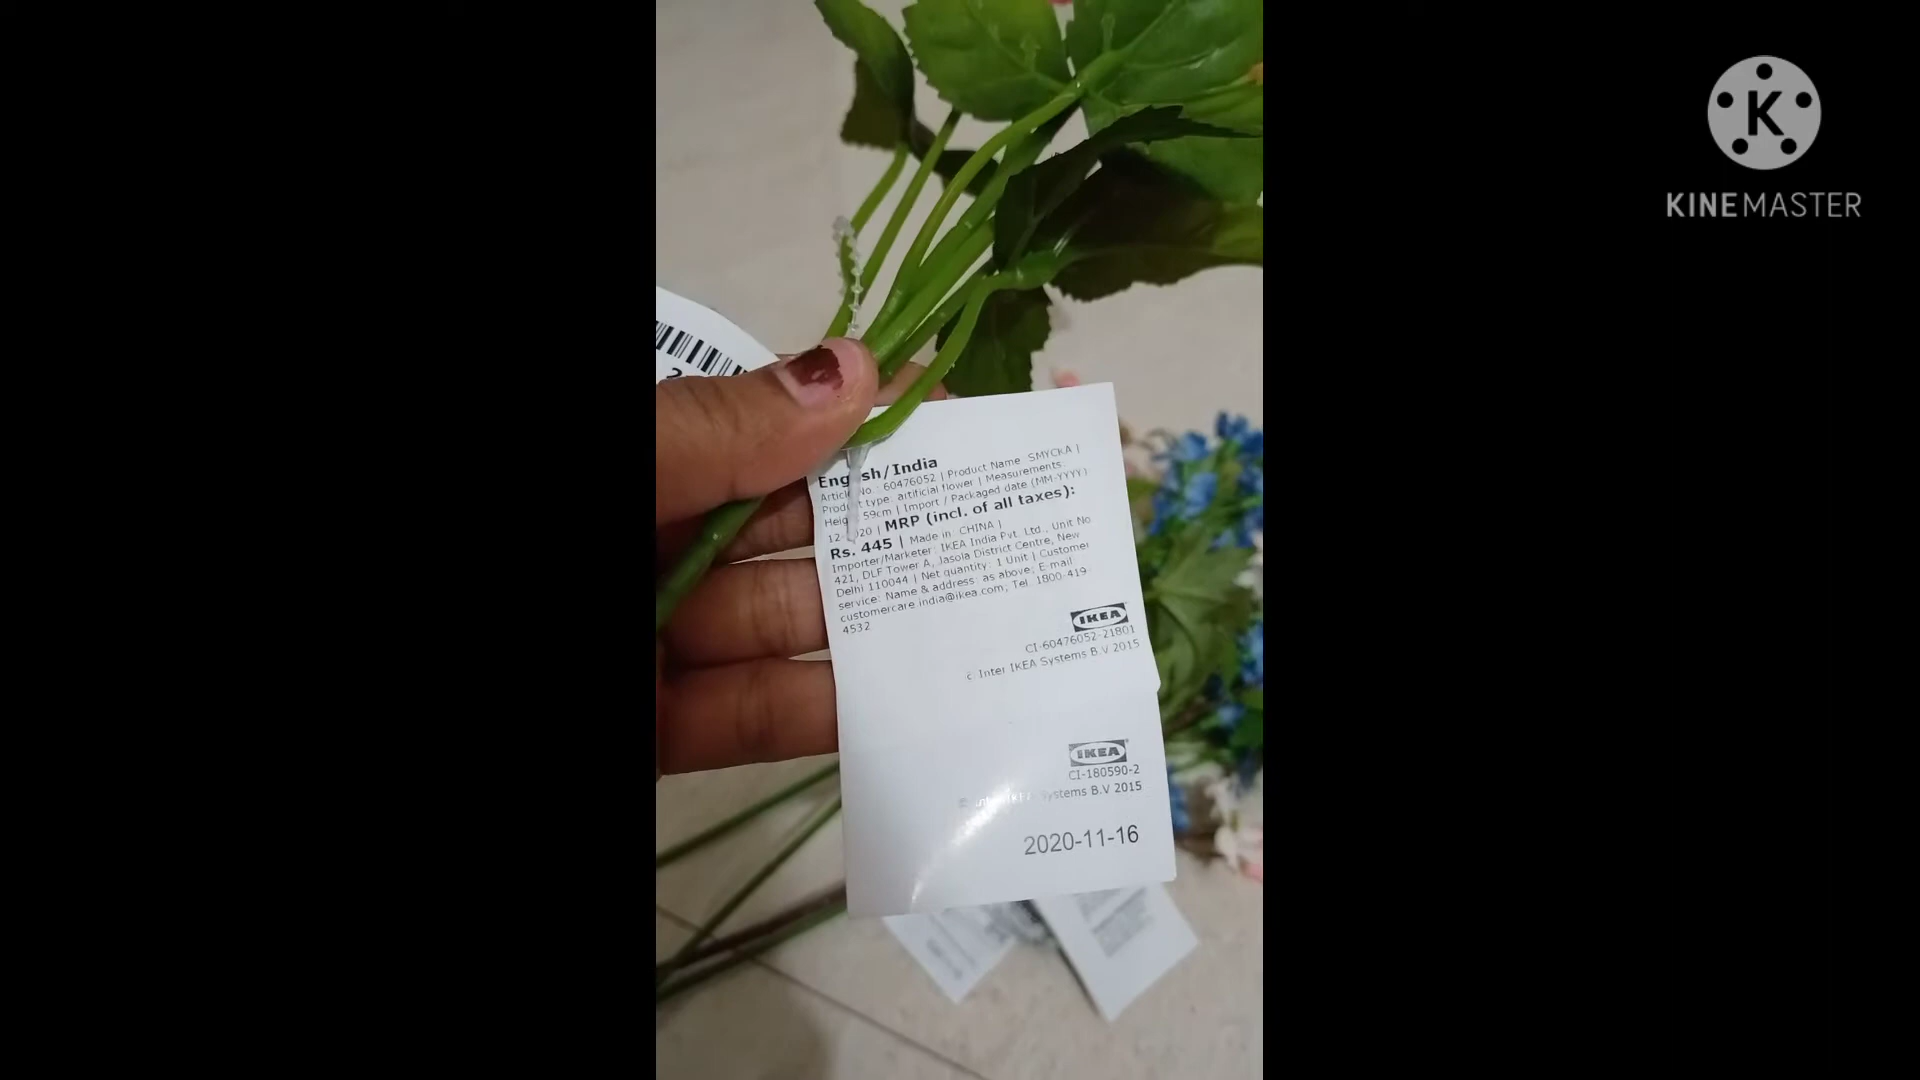 K
KINEMASTER
English/India
Article No.: 60476052 | Product Name: SMYCKA |
Product type: artificial flower | Measurements:
Height 59cm | Import / Packaged date (MM-YYYY)
12-2020 | MRP (incl. of all taxes):
Rs. 445 | Made in: CHINA |
Importer/Marketer: IKEA India Pvt. Ltd., Unit No
421, DLF Tower A, Jasola District Centre, New
Delhi 110044 | Net quantity: 1 Unit | Customer
service: Name & address: as above; E-mail
customercare.india@ikea.com; Tel. 1800-419-
4532
IKEA
CI-60476052-21801
© Inter IKEA Systems B.V 2015
IKEA
CI-180590-2
© Inter IKEA Systems B.V 2015
2020-11-16